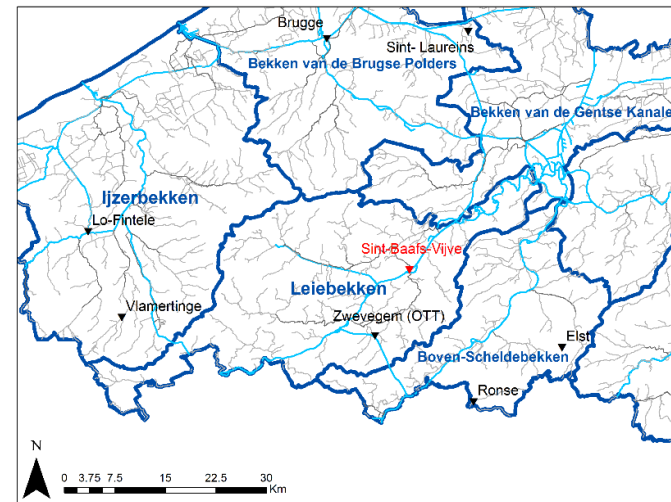 Brugge
Sint- Laureins
Bekken van de Brugse Polders
Bekken van de Gentse Kanale
Ijzerbekken
Lo-Fintele
Sint-Baafs-Vijve
Leiebekken
Vlamertinge
Zwevegem (OTT)
Elst
Boven-Scheldebekken
Ronse
N
0 3.75 7.5 15 22.5 30
Km